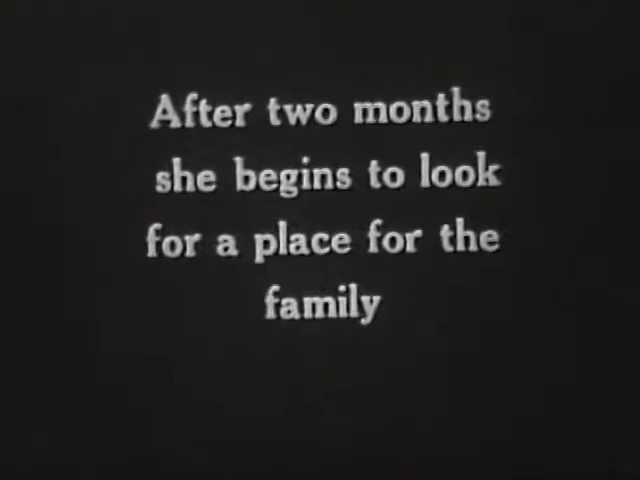 After two months
she begins to look
for a place for the
family